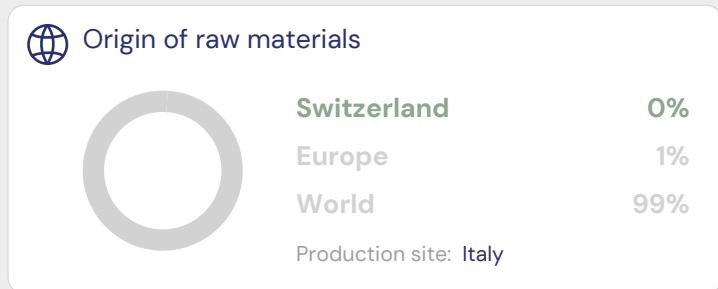 Origin of raw materials
Switzerland 0%
Europe 1%
World 99%
Production site: Italy